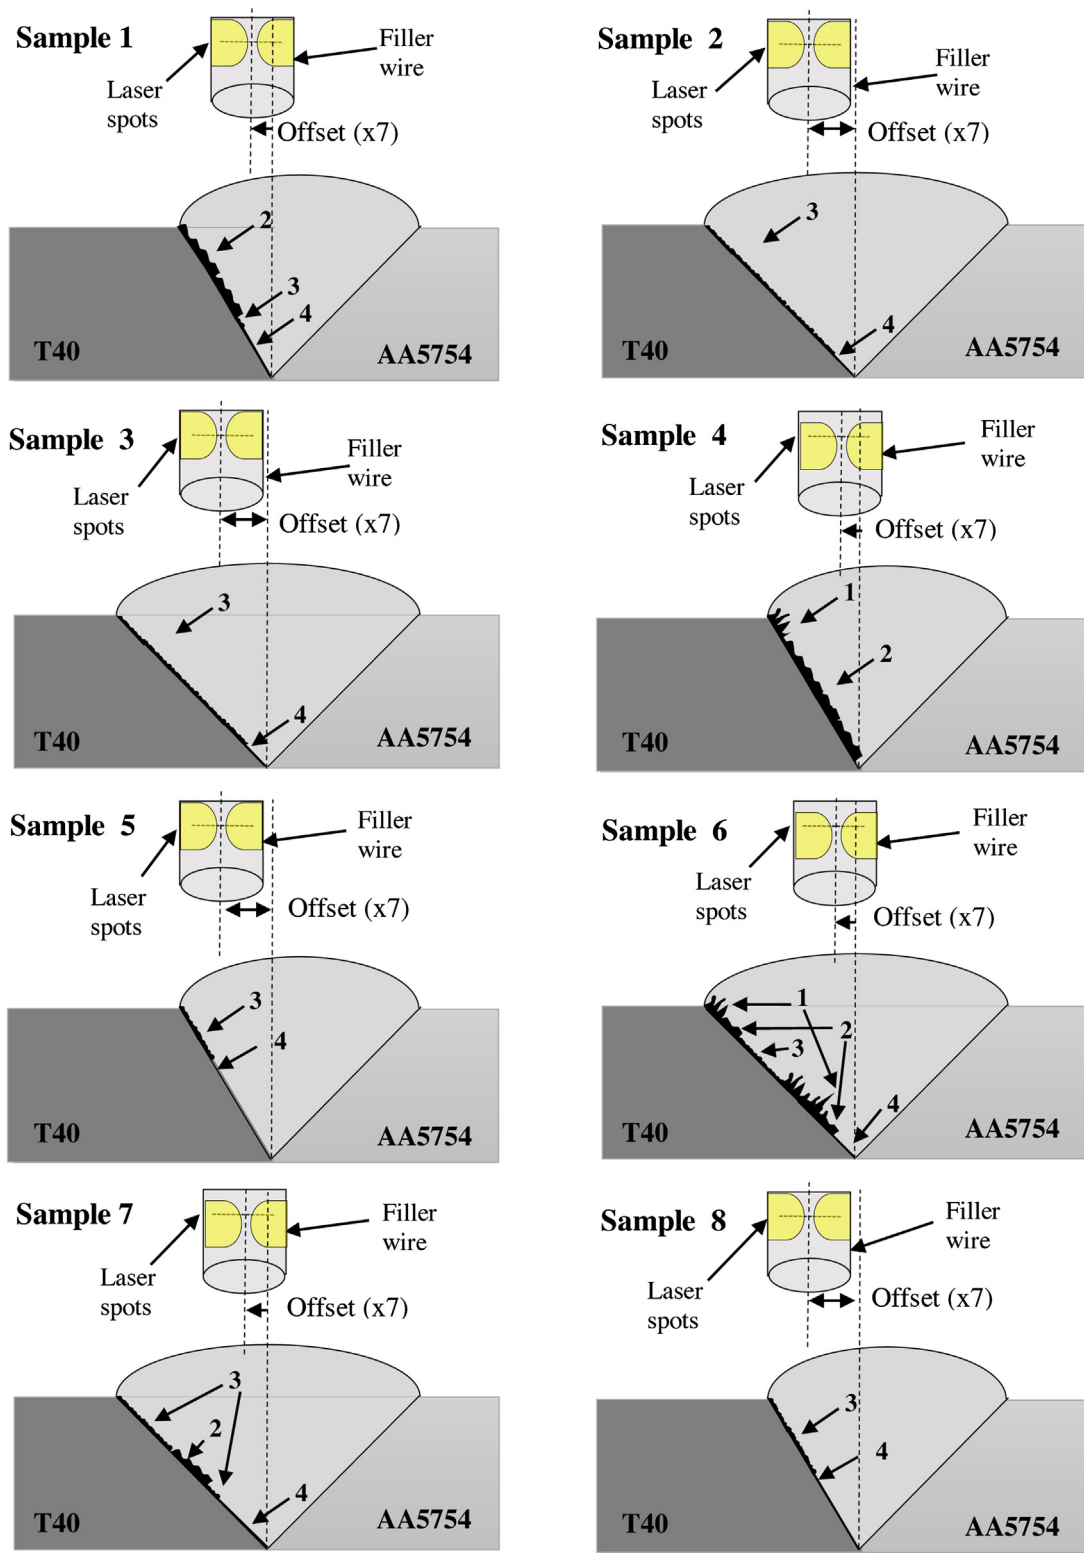 Sample 1
Filler
wire
Laser
spots
Offset (x7)
2
3
4
T40
AA5754
Sample 2
Filler
wire
Laser
spots
Offset (x7)
3
4
T40
AA5754
Sample 3
Filler
wire
Laser
spots
Offset (x7)
3
4
T40
AA5754
Sample 4
Filler
wire
Laser
spots
Offset (x7)
1
2
T40
AA5754
Sample 5
Filler
wire
Laser
spots
Offset (x7)
3
4
T40
AA5754
Sample 6
Filler
wire
Laser
spots
Offset (x7)
1
2
3
4
T40
AA5754
Sample 7
Filler
wire
Laser
spots
Offset (x7)
3
2
4
T40
AA5754
Sample 8
Filler
wire
Laser
spots
Offset (x7)
3
4
T40
AA5754